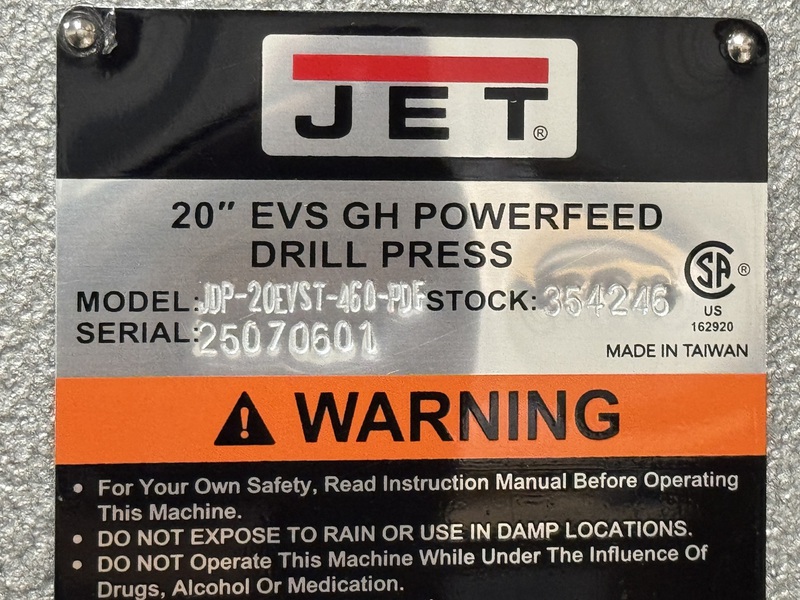 JET®
20" EVS GH POWERFEED
DRILL PRESS
MODEL: JDP-20EVST-460-PDF STOCK: 354246
SERIAL: 25070601
SA ®
US
162920
MADE IN TAIWAN
WARNING
• For Your Own Safety, Read Instruction Manual Before Operating
This Machine.
• DO NOT EXPOSE TO RAIN OR USE IN DAMP LOCATIONS.
• DO NOT Operate This Machine While Under The Influence Of
Drugs, Alcohol Or Medication.